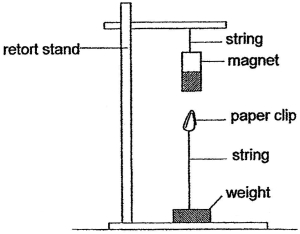 string
retort stand
magnet
paper clip
string
weight